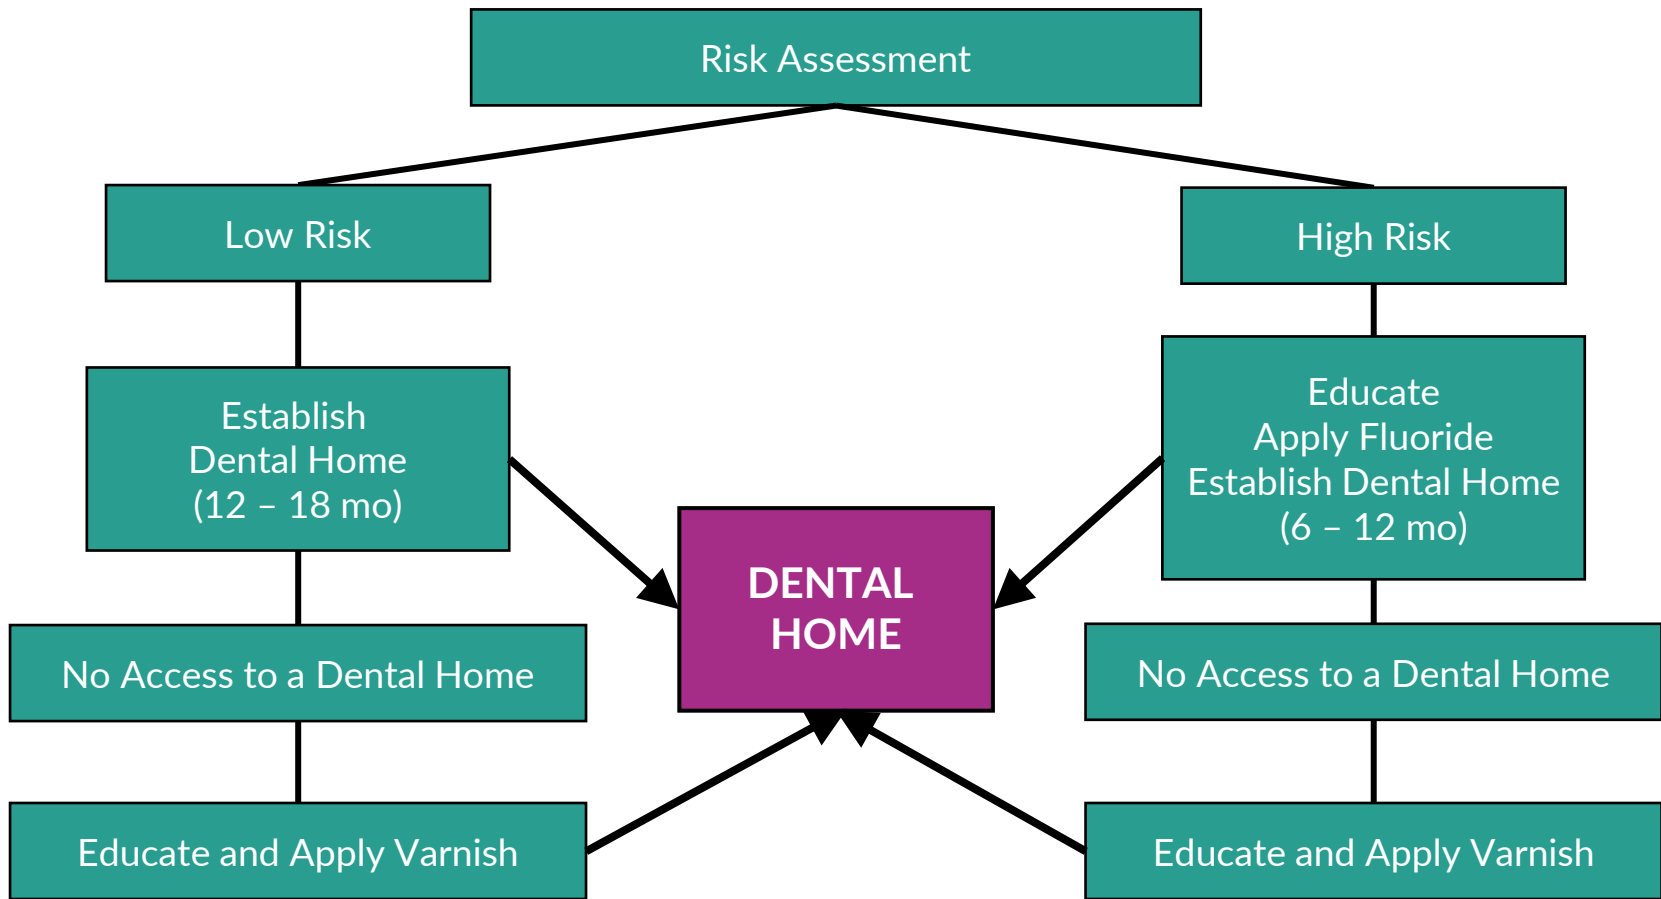 Risk Assessment
Low Risk
High Risk
Establish
Dental Home
(12 – 18 mo)
Educate
Apply Fluoride
Establish Dental Home
(6 – 12 mo)
DENTAL
HOME
No Access to a Dental Home
No Access to a Dental Home
Educate and Apply Varnish
Educate and Apply Varnish